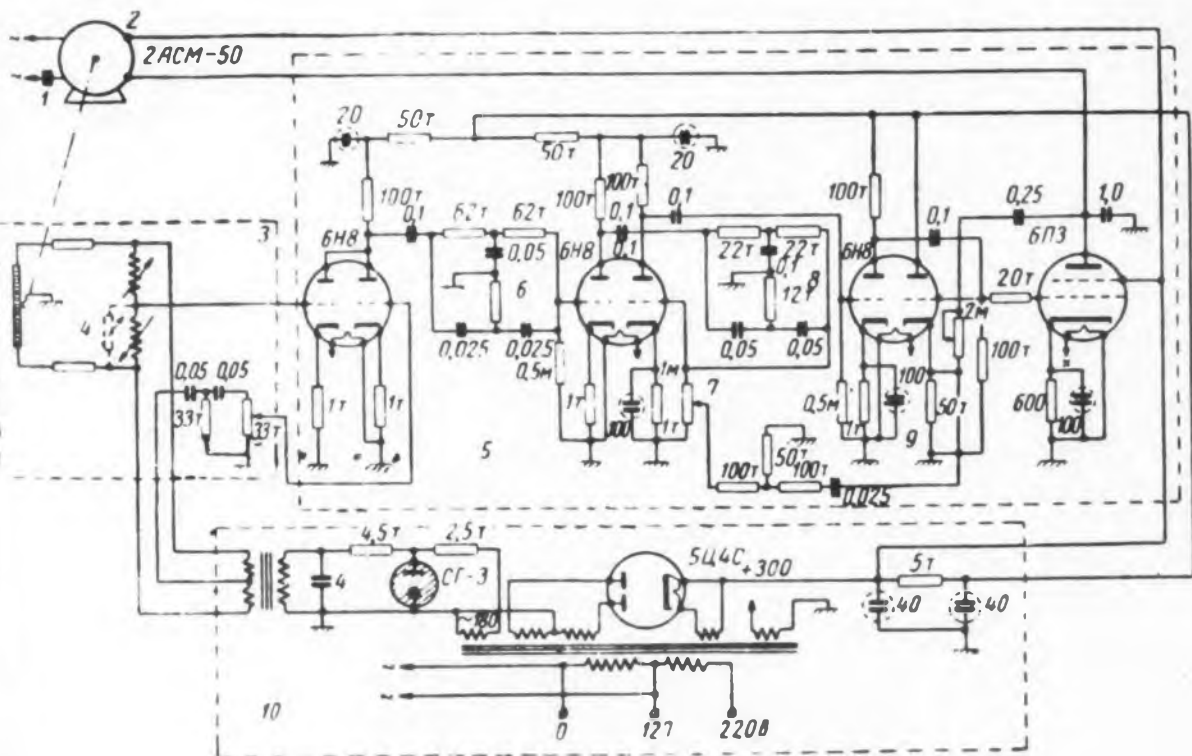 2
2АСМ-50
1
20
50т
50т
20
100т
100т
100т
100т
0,25
1,0
6П3
3
6Н8
0,1
62т
62т
0,05
6Н8
0,1
0,1
22т
22т
0,1
12т
8
6Н8
0,1
20т
2м
4
6
0,025
0,025
0,5м
0,05
0,05
100т
0,05
0,05
33т
33т
1т
1т
1т
100
1м
1т
7
0,5м
1т
100
50т
9
600
100
5
100т
50т
100т
0,025
4,5т
2,5т
4
СГ-3
~180
5Ц4С
+300
5т
40
40
10
0
127
220В